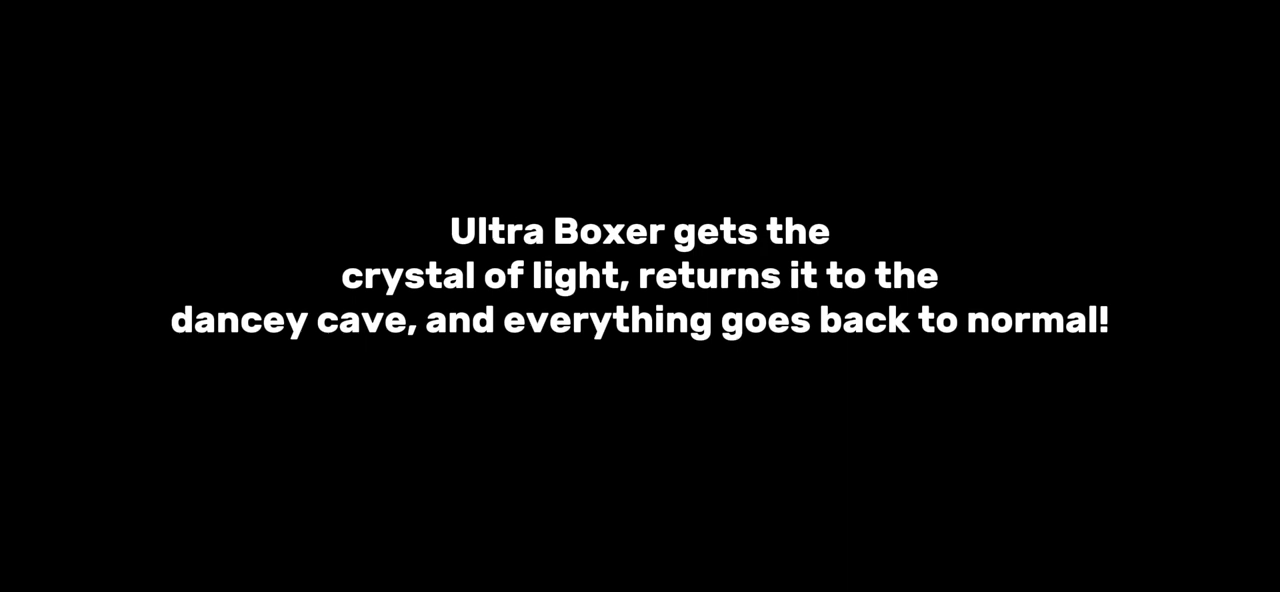 Ultra Boxer gets the
crystal of light, returns it to the
dancey cave, and everything goes back to normal!